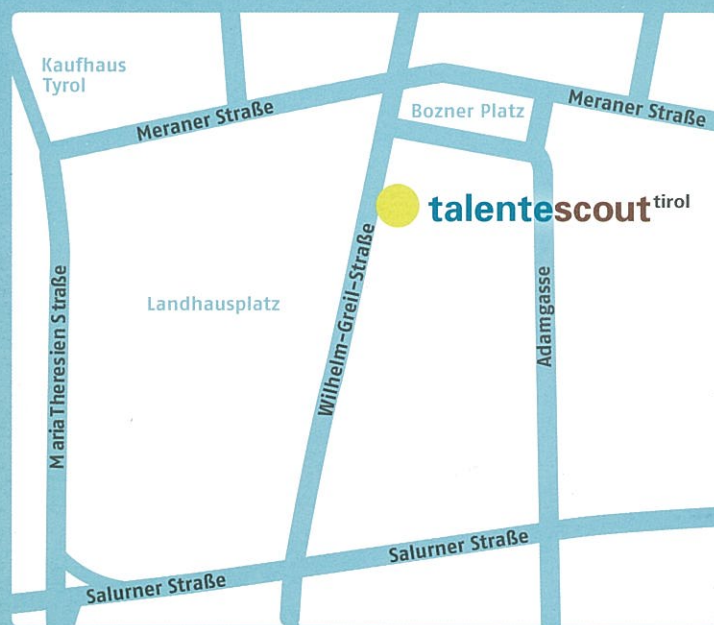 Kaufhaus
Tyrol
Meraner Straße
Bozner Platz
Meraner Straße
talentescout tirol
Landhausplatz
Wilhelm-Greil-Straße
Adamgasse
Maria Theresien Straße
Salurner Straße
Salurner Straße